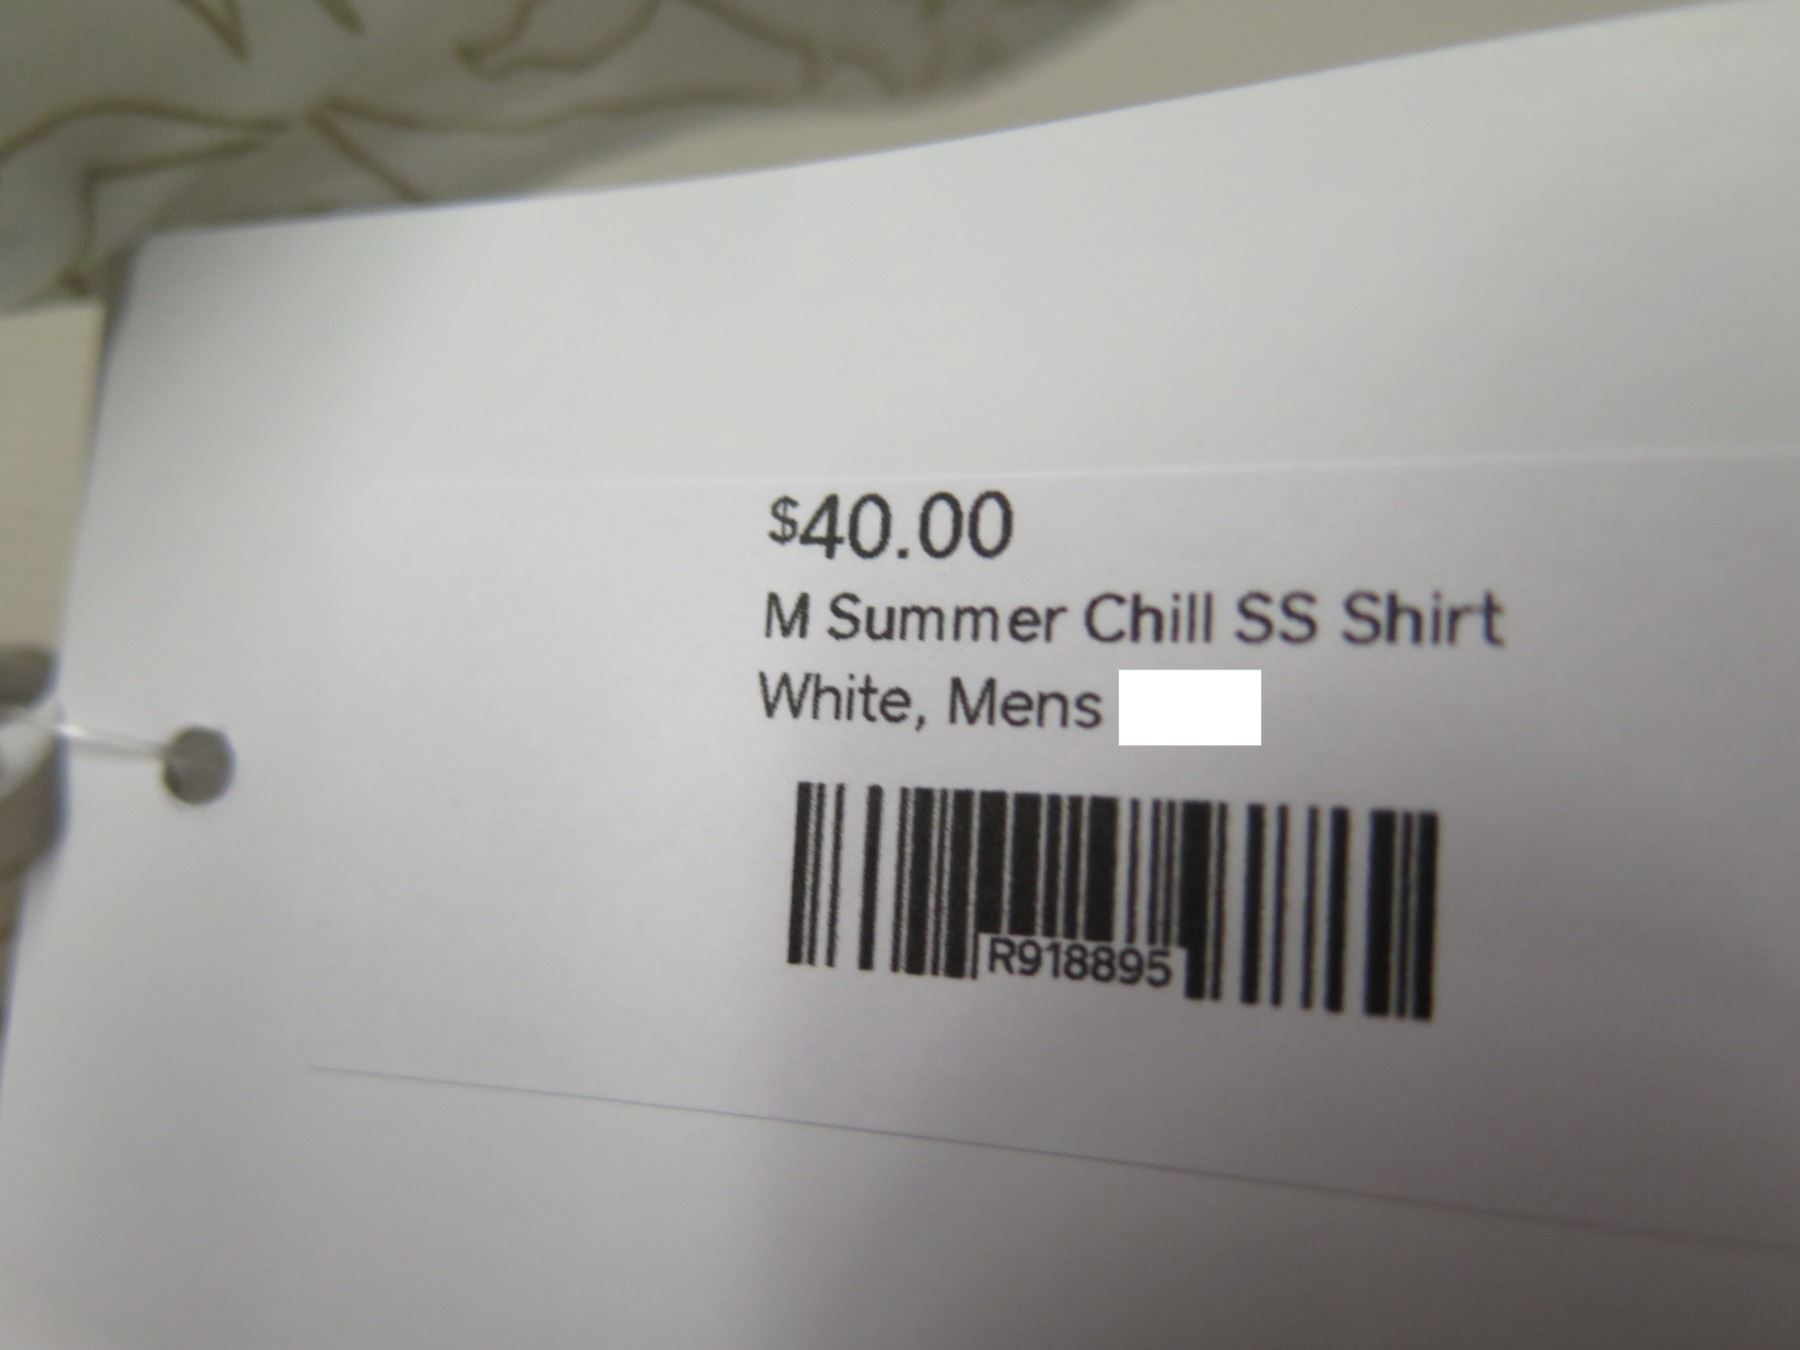 $40.00
M Summer Chill SS Shirt
White, Mens
R918895